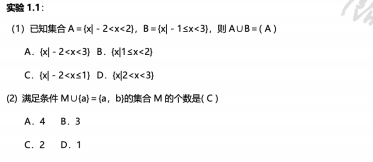 实验 1.1:
（1）已知集合 A = {x| - 2<x<2}，B = {x| - 1≤x<3}，则 A∪B = ( A )
A．{x| - 2<x<3} B．{x|1≤x<2}
C．{x| - 2<x≤1} D．{x|2<x<3}
(2) 满足条件 M∪{a} = {a，b}的集合 M 的个数是( C )
A．4 B．3
C．2 D．1